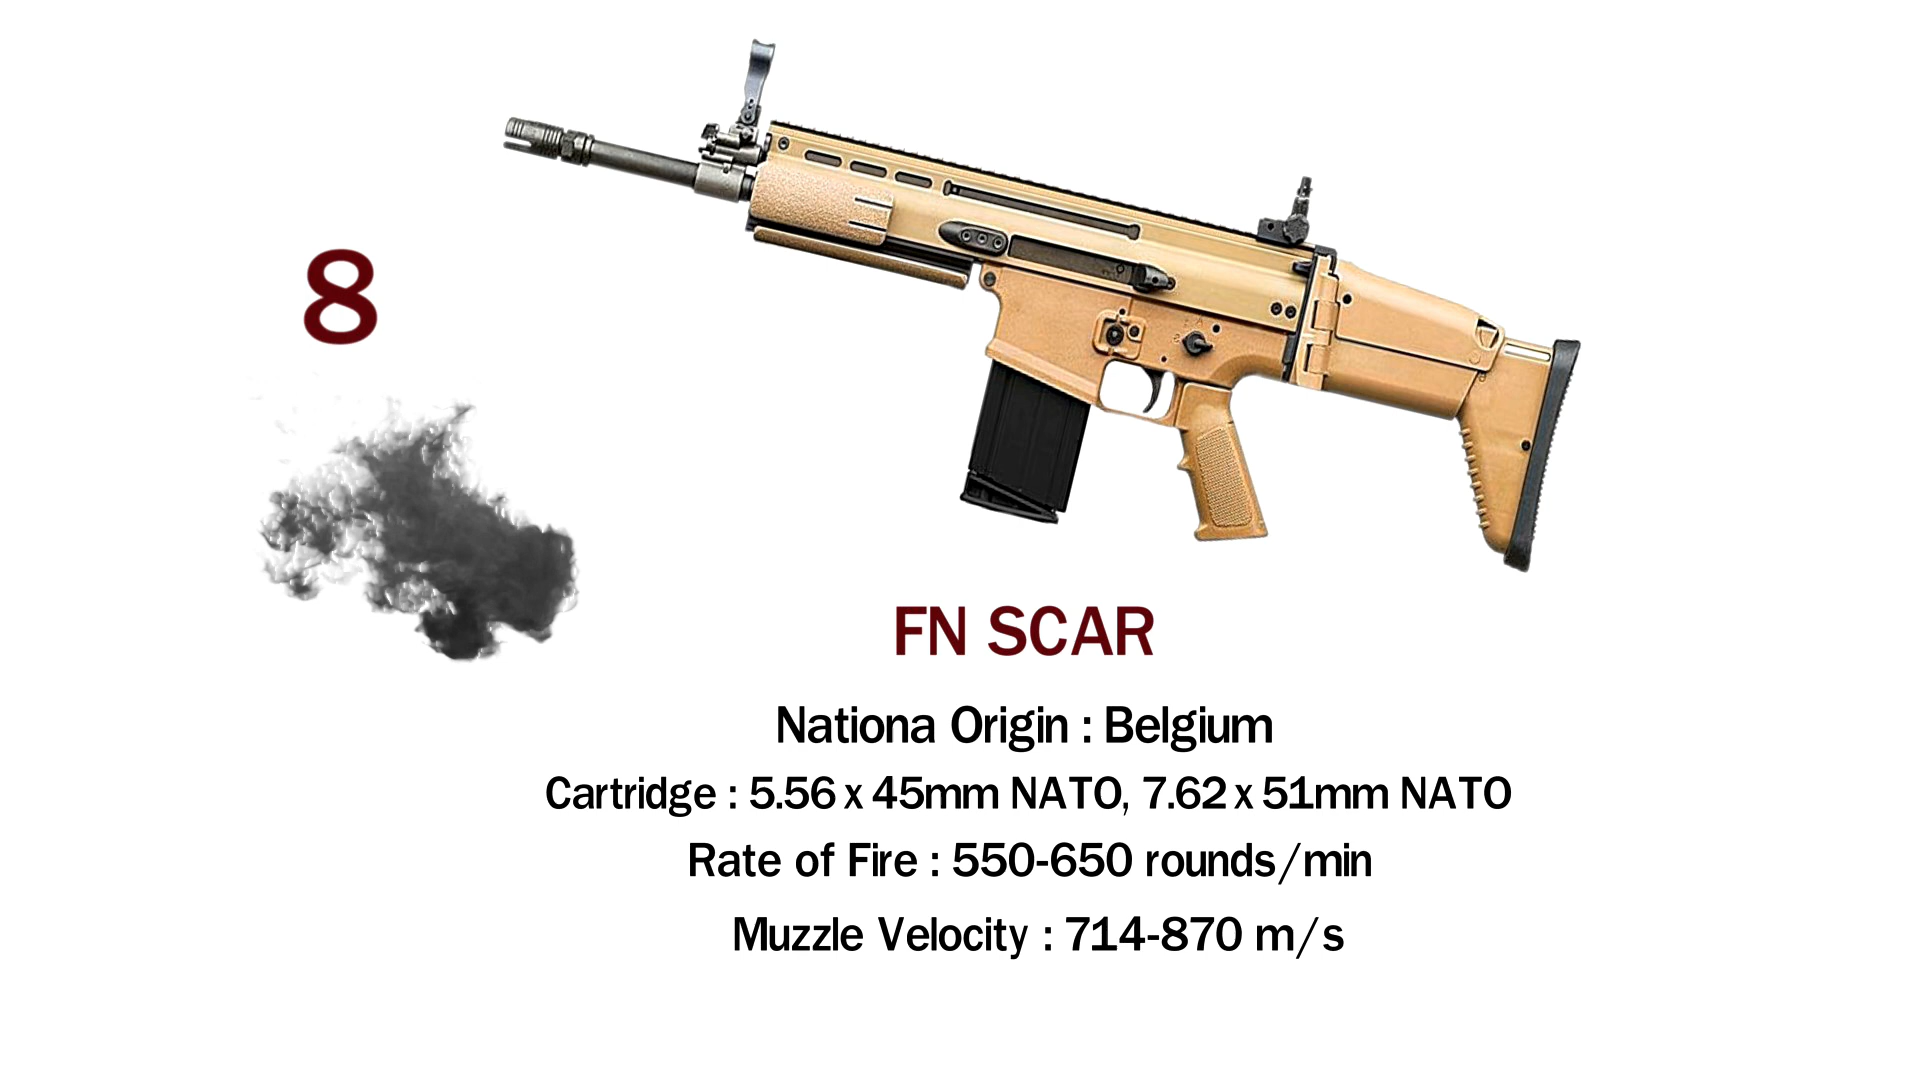 8
FN SCAR
Nationa Origin : Belgium
Cartridge : 5.56 x 45mm NATO, 7.62 x 51mm NATO
Rate of Fire : 550-650 rounds/min
Muzzle Velocity : 714-870 m/s